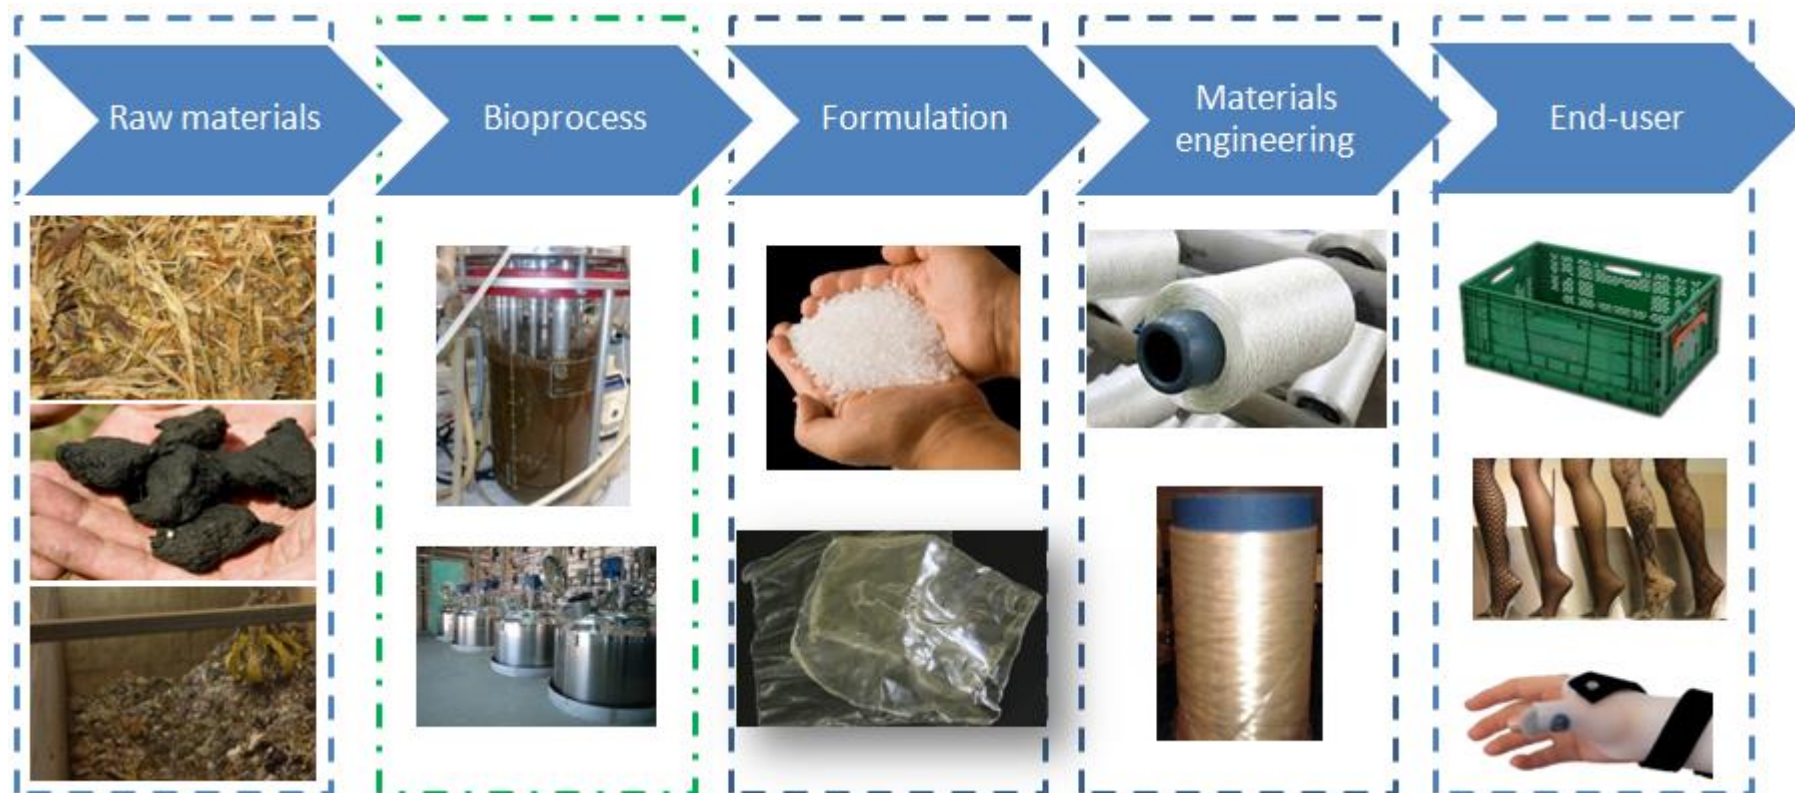 Raw materials
Bioprocess
Formulation
Materials
engineering
End-user